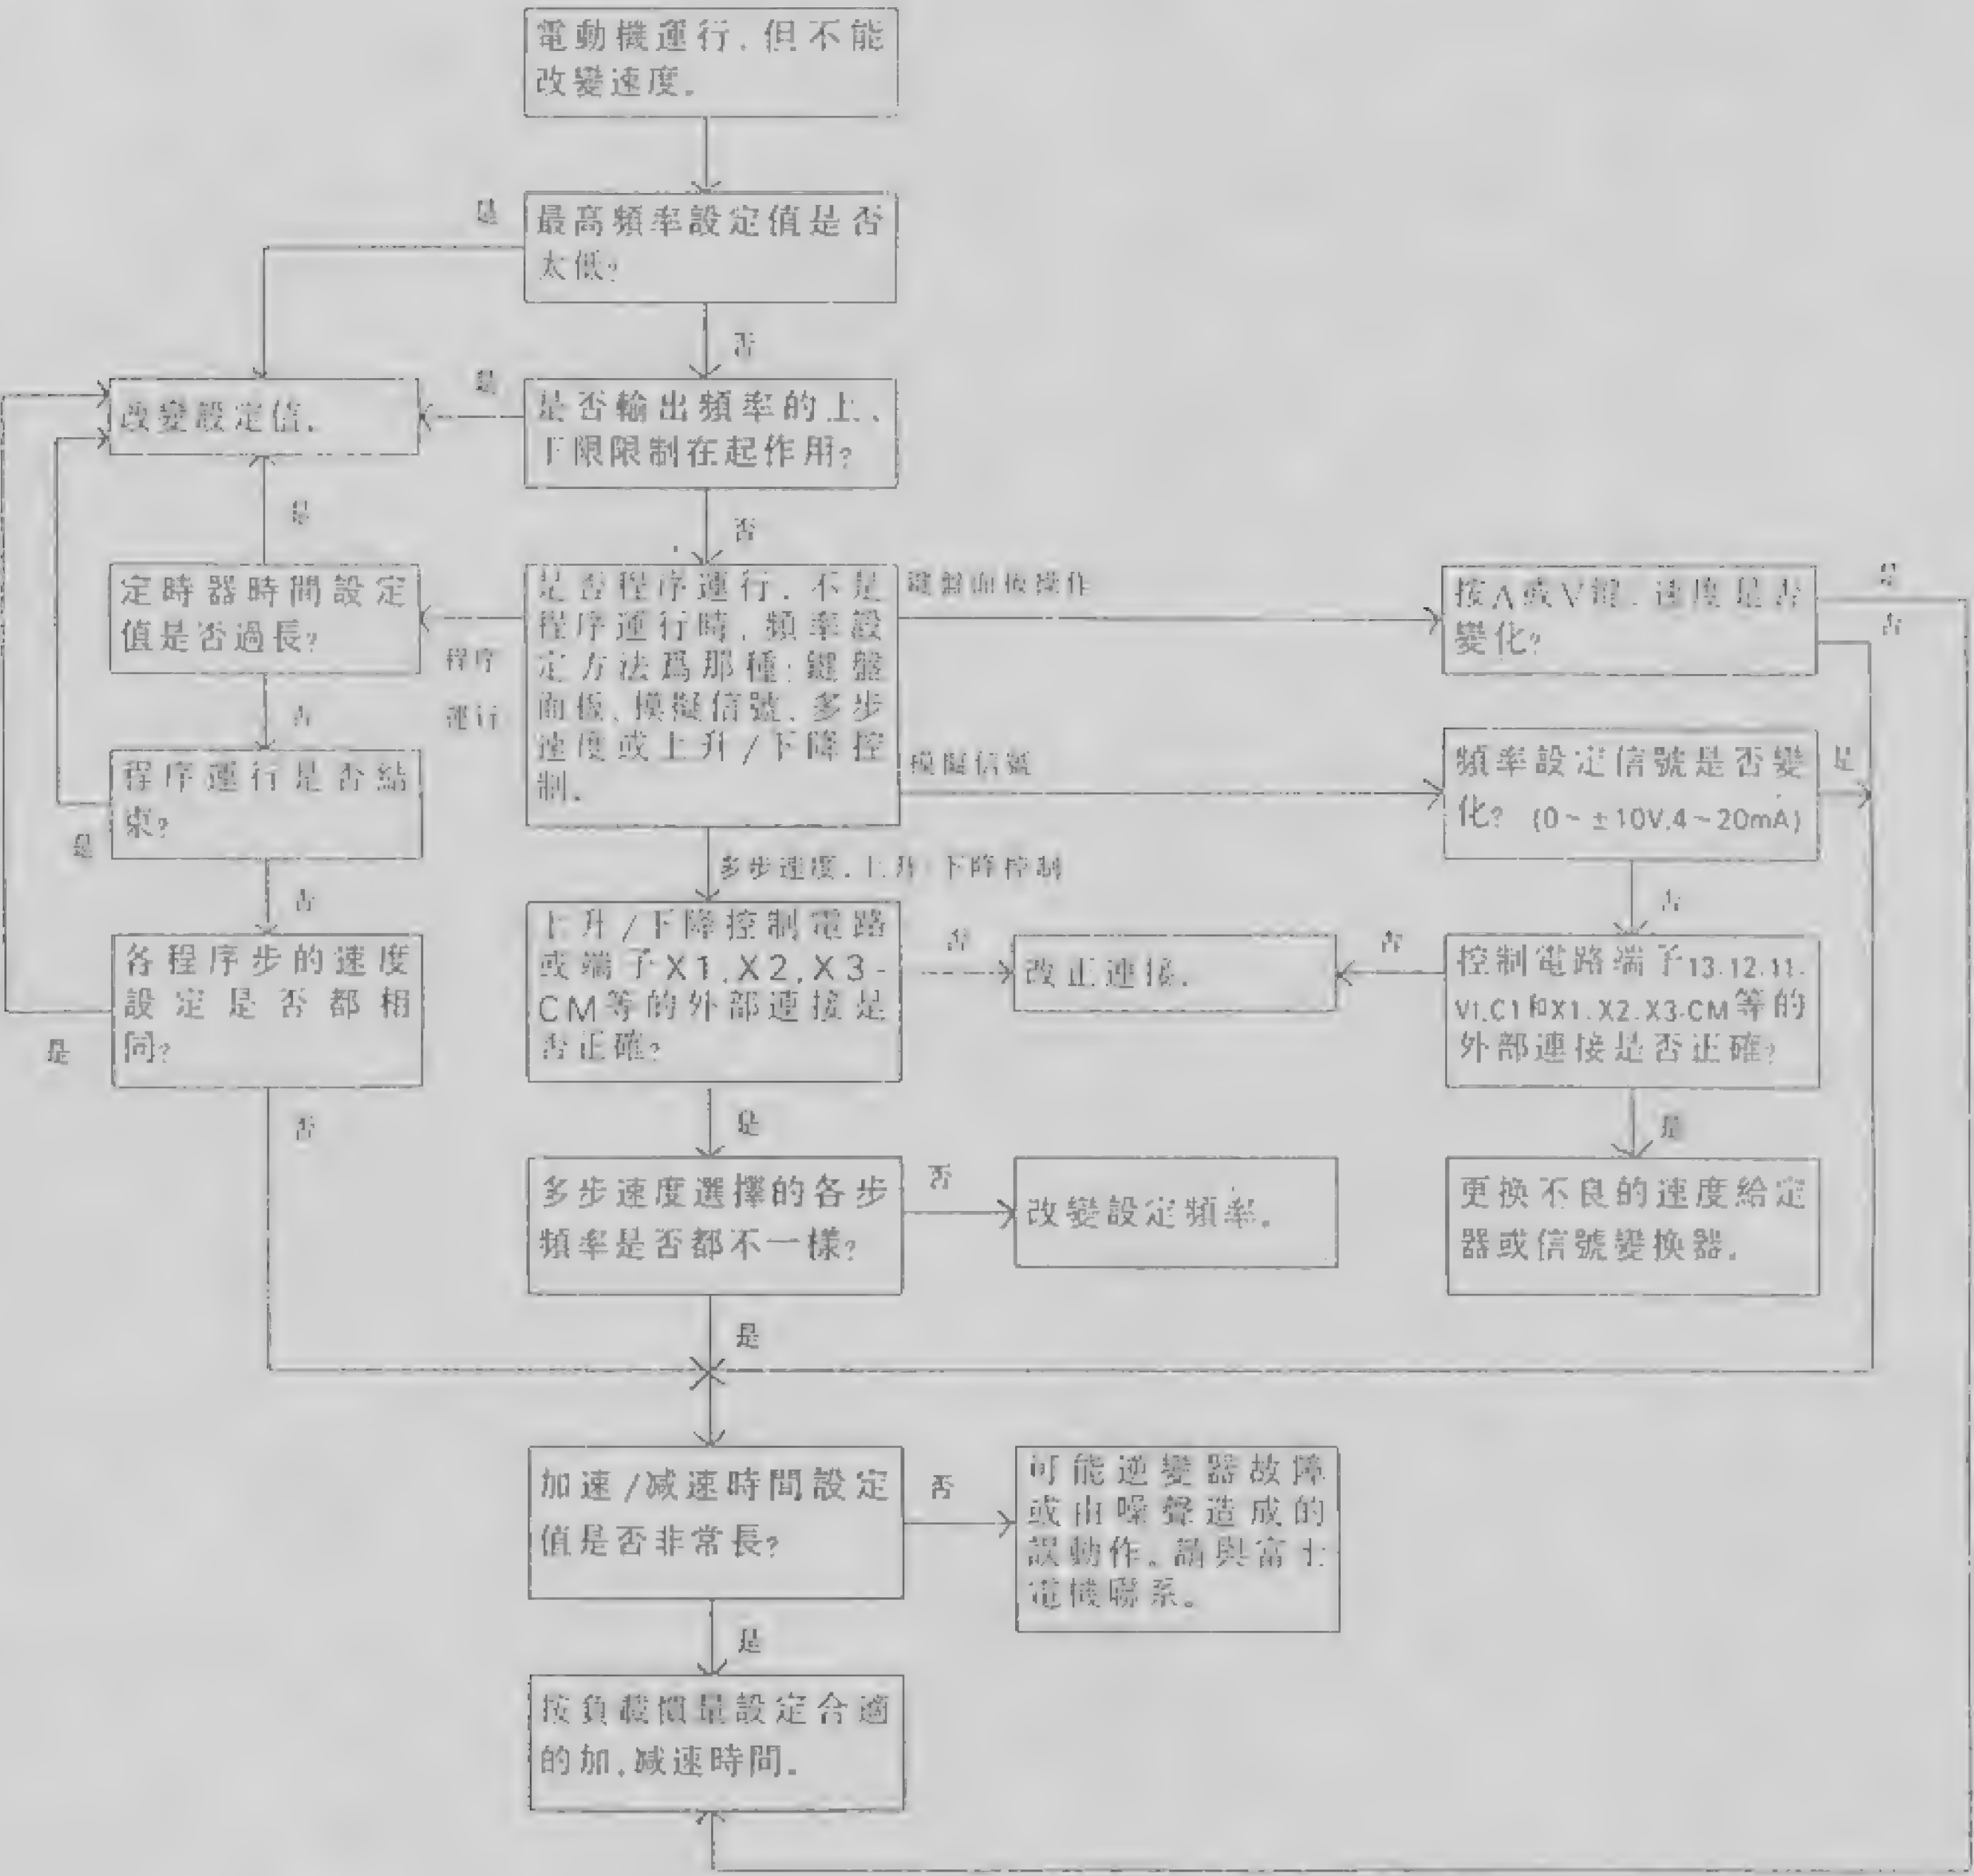 電動機運行,但不能
改變速度。
是
最高頻率設定值是否
太低?
否
改變設定值.
是
是否輸出頻率的上、
下限限制在起作用?
是
否
定時器時間設定
值是否過長?
程序
運行
是否程序運行.不是
程序運行時,頻率設
定方法爲那種:鍵盤
面板、模擬信號、多步
速度或上升/下降控
制.
鍵盤面板操作
按∧或∨鍵.速度是否
變化?
是
否
否
模擬信號
頻率設定信號是否變
化? (0~±10V.4~20mA)
是
程序運行是否結
束?
是
多步速度.上升/下降控制
否
否
各程序步的速度
設定是否都相
同?
是
上升/下降控制電路
或端子X1.X2.X3-
CM等的外部連接是
否正確?
否
改正連接.
否
控制電路端子13.12.11.
V1.C1和X1.X2.X3-CM等的
外部連接是否正確?
否
是
是
多步速度選擇的各步
頻率是否都不一樣?
否
改變設定頻率.
更换不良的速度給定
器或信號變换器.
是
加速/减速時間設定
值是否非常長?
否
可能逆變器故障
或由噪聲造成的
誤動作。請與富士
電機聯系。
是
按負載慣量設定合適
的加.减速時間.